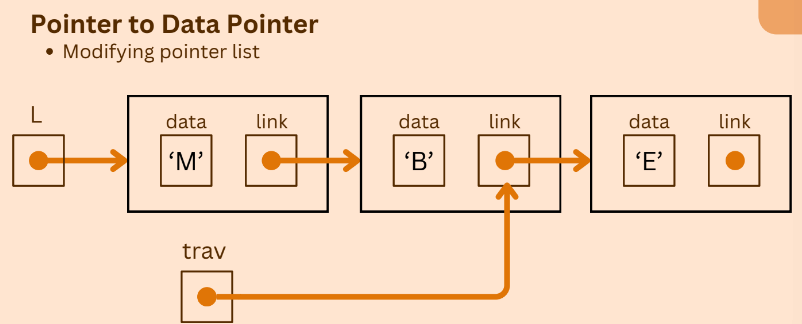 Pointer to Data Pointer
• Modifying pointer list
L
data link data link data link
‘M’ ‘B’ ‘E’
trav